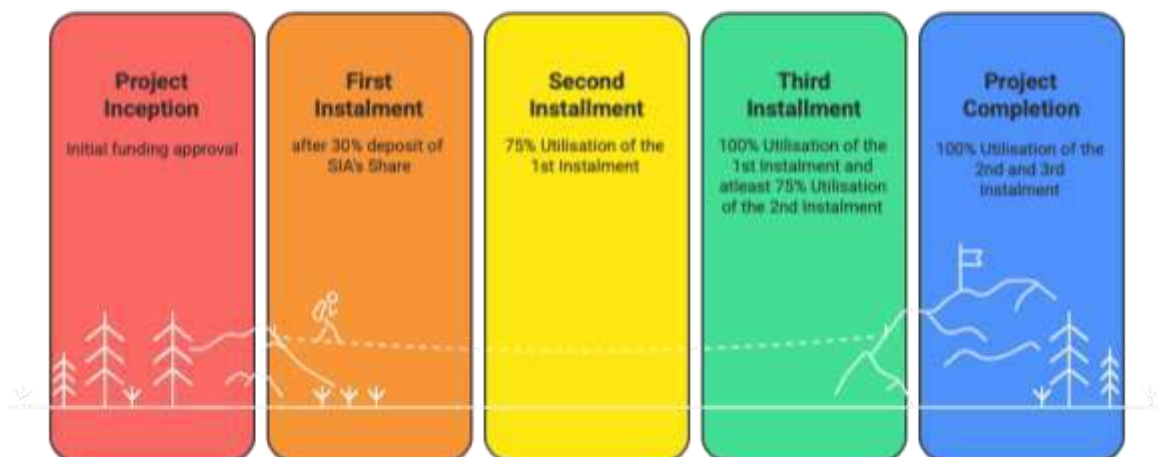 Project
Inception
Initial funding approval
First
Instalment
after 30% deposit of
SIA's Share
Second
Installment
75% Utilisation of the
1st Instalment
Third
Installment
100% Utilisation of the
1st Instalment and
atleast 75% Utilisation
of the 2nd Instalment
Project
Completion
100% Utilisation of the
2nd and 3rd
Instalment